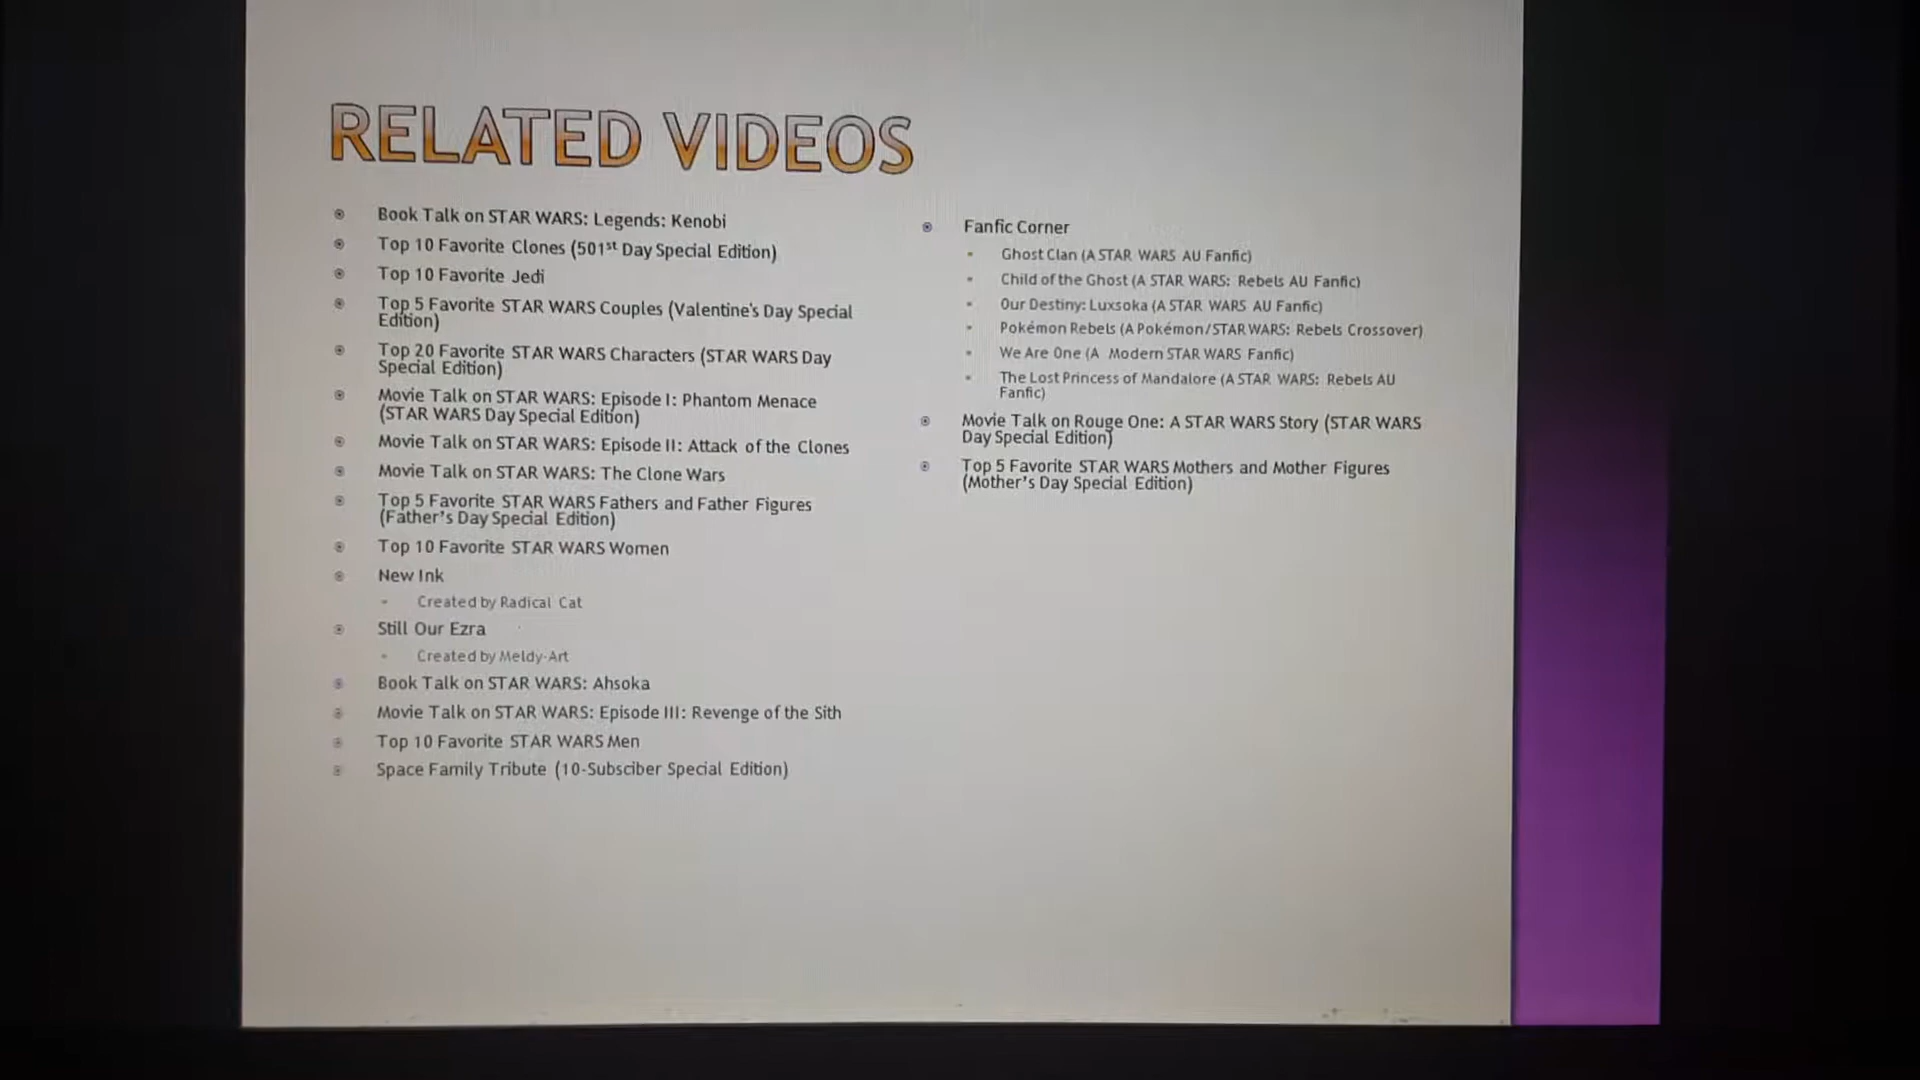 RELATED VIDEOS
Book Talk on STAR WARS: Legends: Kenobi
Top 10 Favorite Clones (501st Day Special Edition)
Top 10 Favorite Jedi
Top 5 Favorite STAR WARS Couples (Valentine's Day Special
Edition)
Top 20 Favorite STAR WARS Characters (STAR WARS Day
Special Edition)
Movie Talk on STAR WARS: Episode I: Phantom Menace
(STAR WARS Day Special Edition)
Movie Talk on STAR WARS: Episode II: Attack of the Clones
Movie Talk on STAR WARS: The Clone Wars
Top 5 Favorite STAR WARS Fathers and Father Figures
(Father's Day Special Edition)
Top 10 Favorite STAR WARS Women
New Ink
Created by Radical Cat
Still Our Ezra
Created by Meldy-Art
Book Talk on STAR WARS: Ahsoka
Movie Talk on STAR WARS: Episode III: Revenge of the Sith
Top 10 Favorite STAR WARS Men
Space Family Tribute (10-Subsciber Special Edition)
Fanfic Corner
Ghost Clan (A STAR WARS AU Fanfic)
Child of the Ghost (A STAR WARS: Rebels AU Fanfic)
Our Destiny: Luxsoka (A STAR WARS AU Fanfic)
Pokémon Rebels (A Pokémon/STAR WARS: Rebels Crossover)
We Are One (A Modern STAR WARS Fanfic)
The Lost Princess of Mandalore (A STAR WARS: Rebels AU
Fanfic)
Movie Talk on Rouge One: A STAR WARS Story (STAR WARS
Day Special Edition)
Top 5 Favorite STAR WARS Mothers and Mother Figures
(Mother's Day Special Edition)